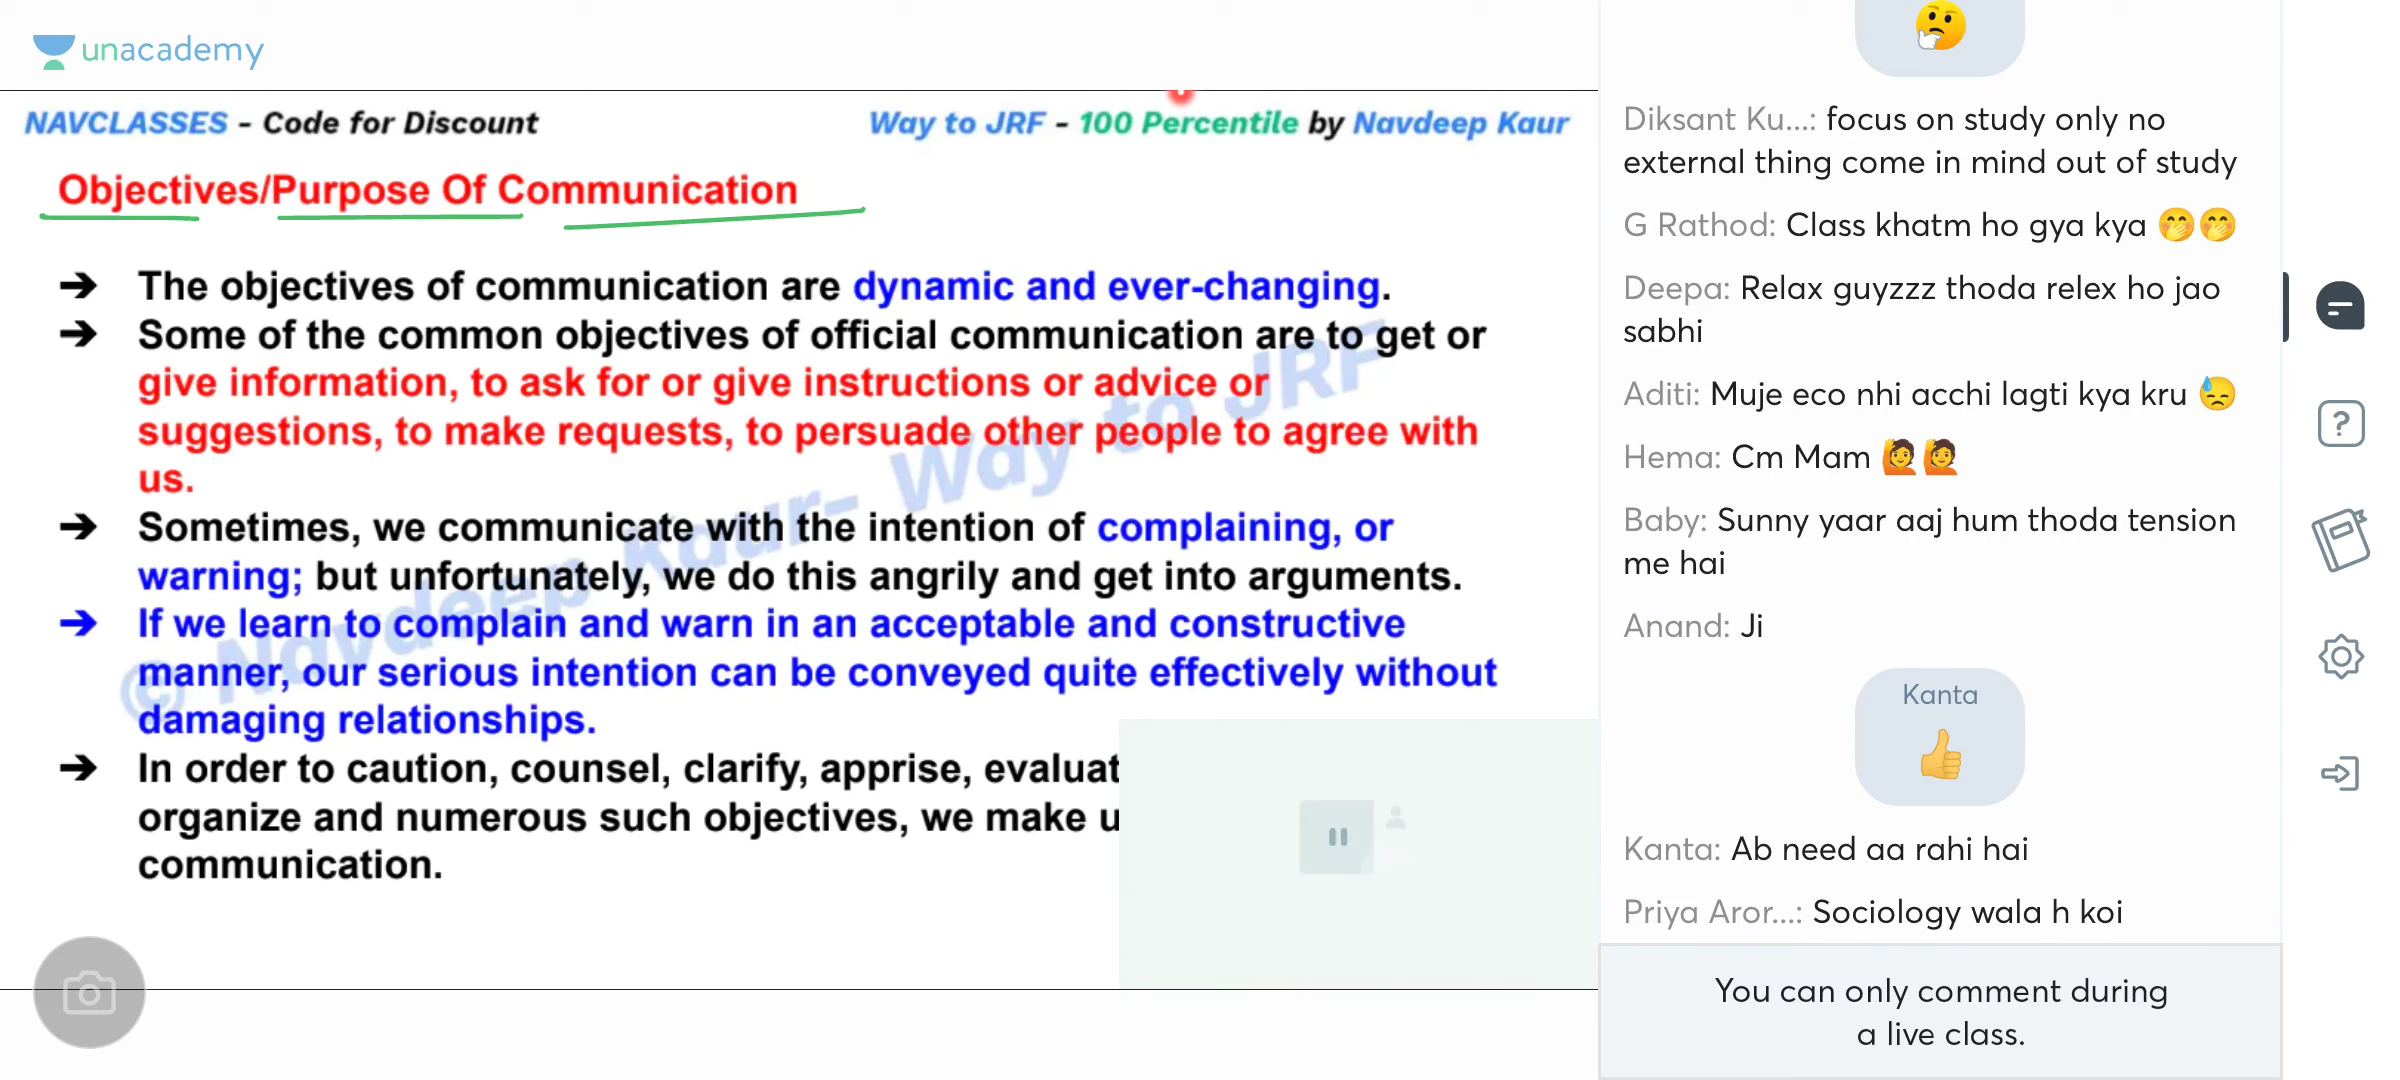 unacademy
NAVCLASSES - Code for Discount
Way to JRF - 100 Percentile by Navdeep Kaur
Objectives/Purpose Of Communication
➔ The objectives of communication are dynamic and ever-changing.
➔ Some of the common objectives of official communication are to get or
give information, to ask for or give instructions or advice or
suggestions, to make requests, to persuade other people to agree with
us.
➔ Sometimes, we communicate with the intention of complaining, or
warning; but unfortunately, we do this angrily and get into arguments.
➔ If we learn to complain and warn in an acceptable and constructive
manner, our serious intention can be conveyed quite effectively without
damaging relationships.
➔ In order to caution, counsel, clarify, apprise, evaluat
organize and numerous such objectives, we make u
communication.
© Navdeep Kaur- Way to JRF
🤔
Diksant Ku...: focus on study only no
external thing come in mind out of study
G Rathod: Class khatm ho gya kya 🤭🤭
Deepa: Relax guyzzz thoda relex ho jao
sabhi
Aditi: Muje eco nhi acchi lagti kya kru 😓
Hema: Cm Mam 🙋🙋
Baby: Sunny yaar aaj hum thoda tension
me hai
Anand: Ji
Kanta
👍
Kanta: Ab need aa rahi hai
Priya Aror...: Sociology wala h koi
You can only comment during
a live class.